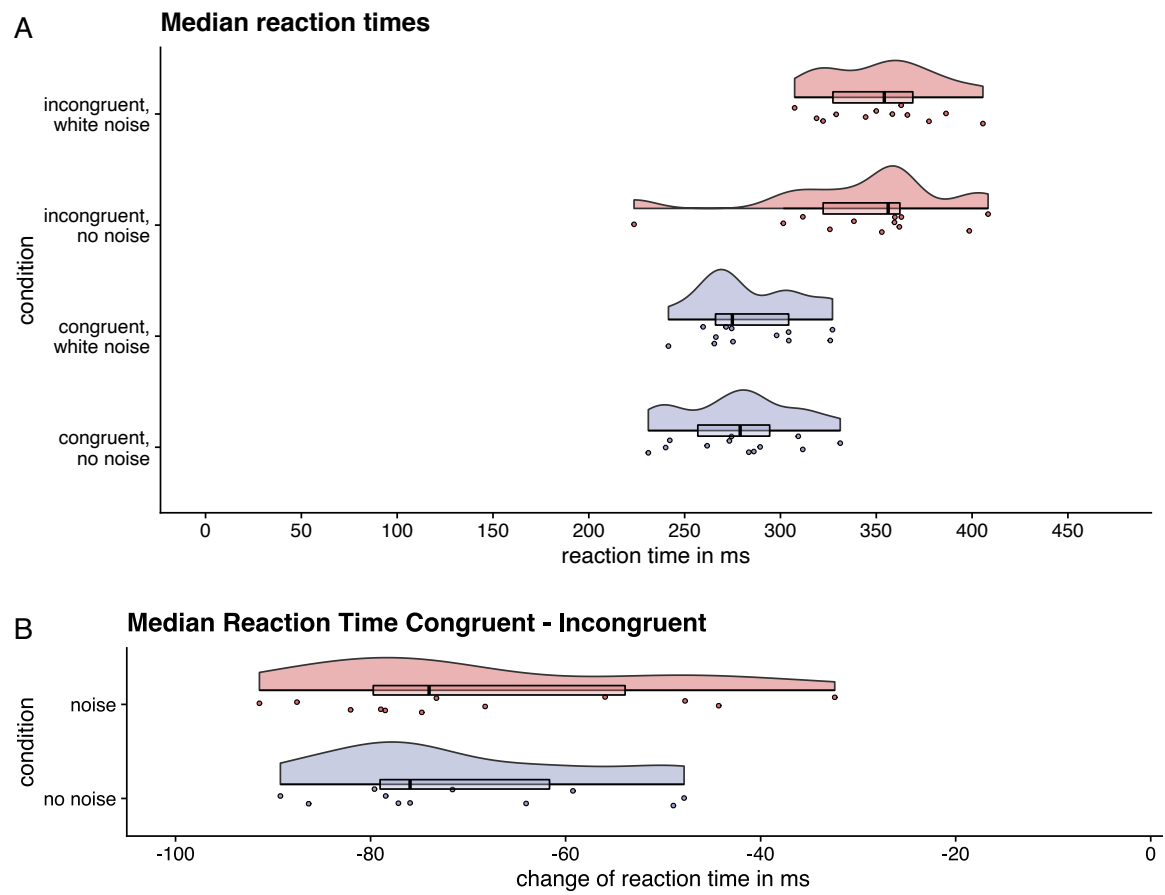 A
Median reaction times
incongruent,
white noise
incongruent,
no noise
congruent,
white noise
congruent,
no noise
condition
0 50 100 150 200 250 300 350 400 450
reaction time in ms
B
Median Reaction Time Congruent - Incongruent
noise
no noise
condition
-100 -80 -60 -40 -20 0
change of reaction time in ms